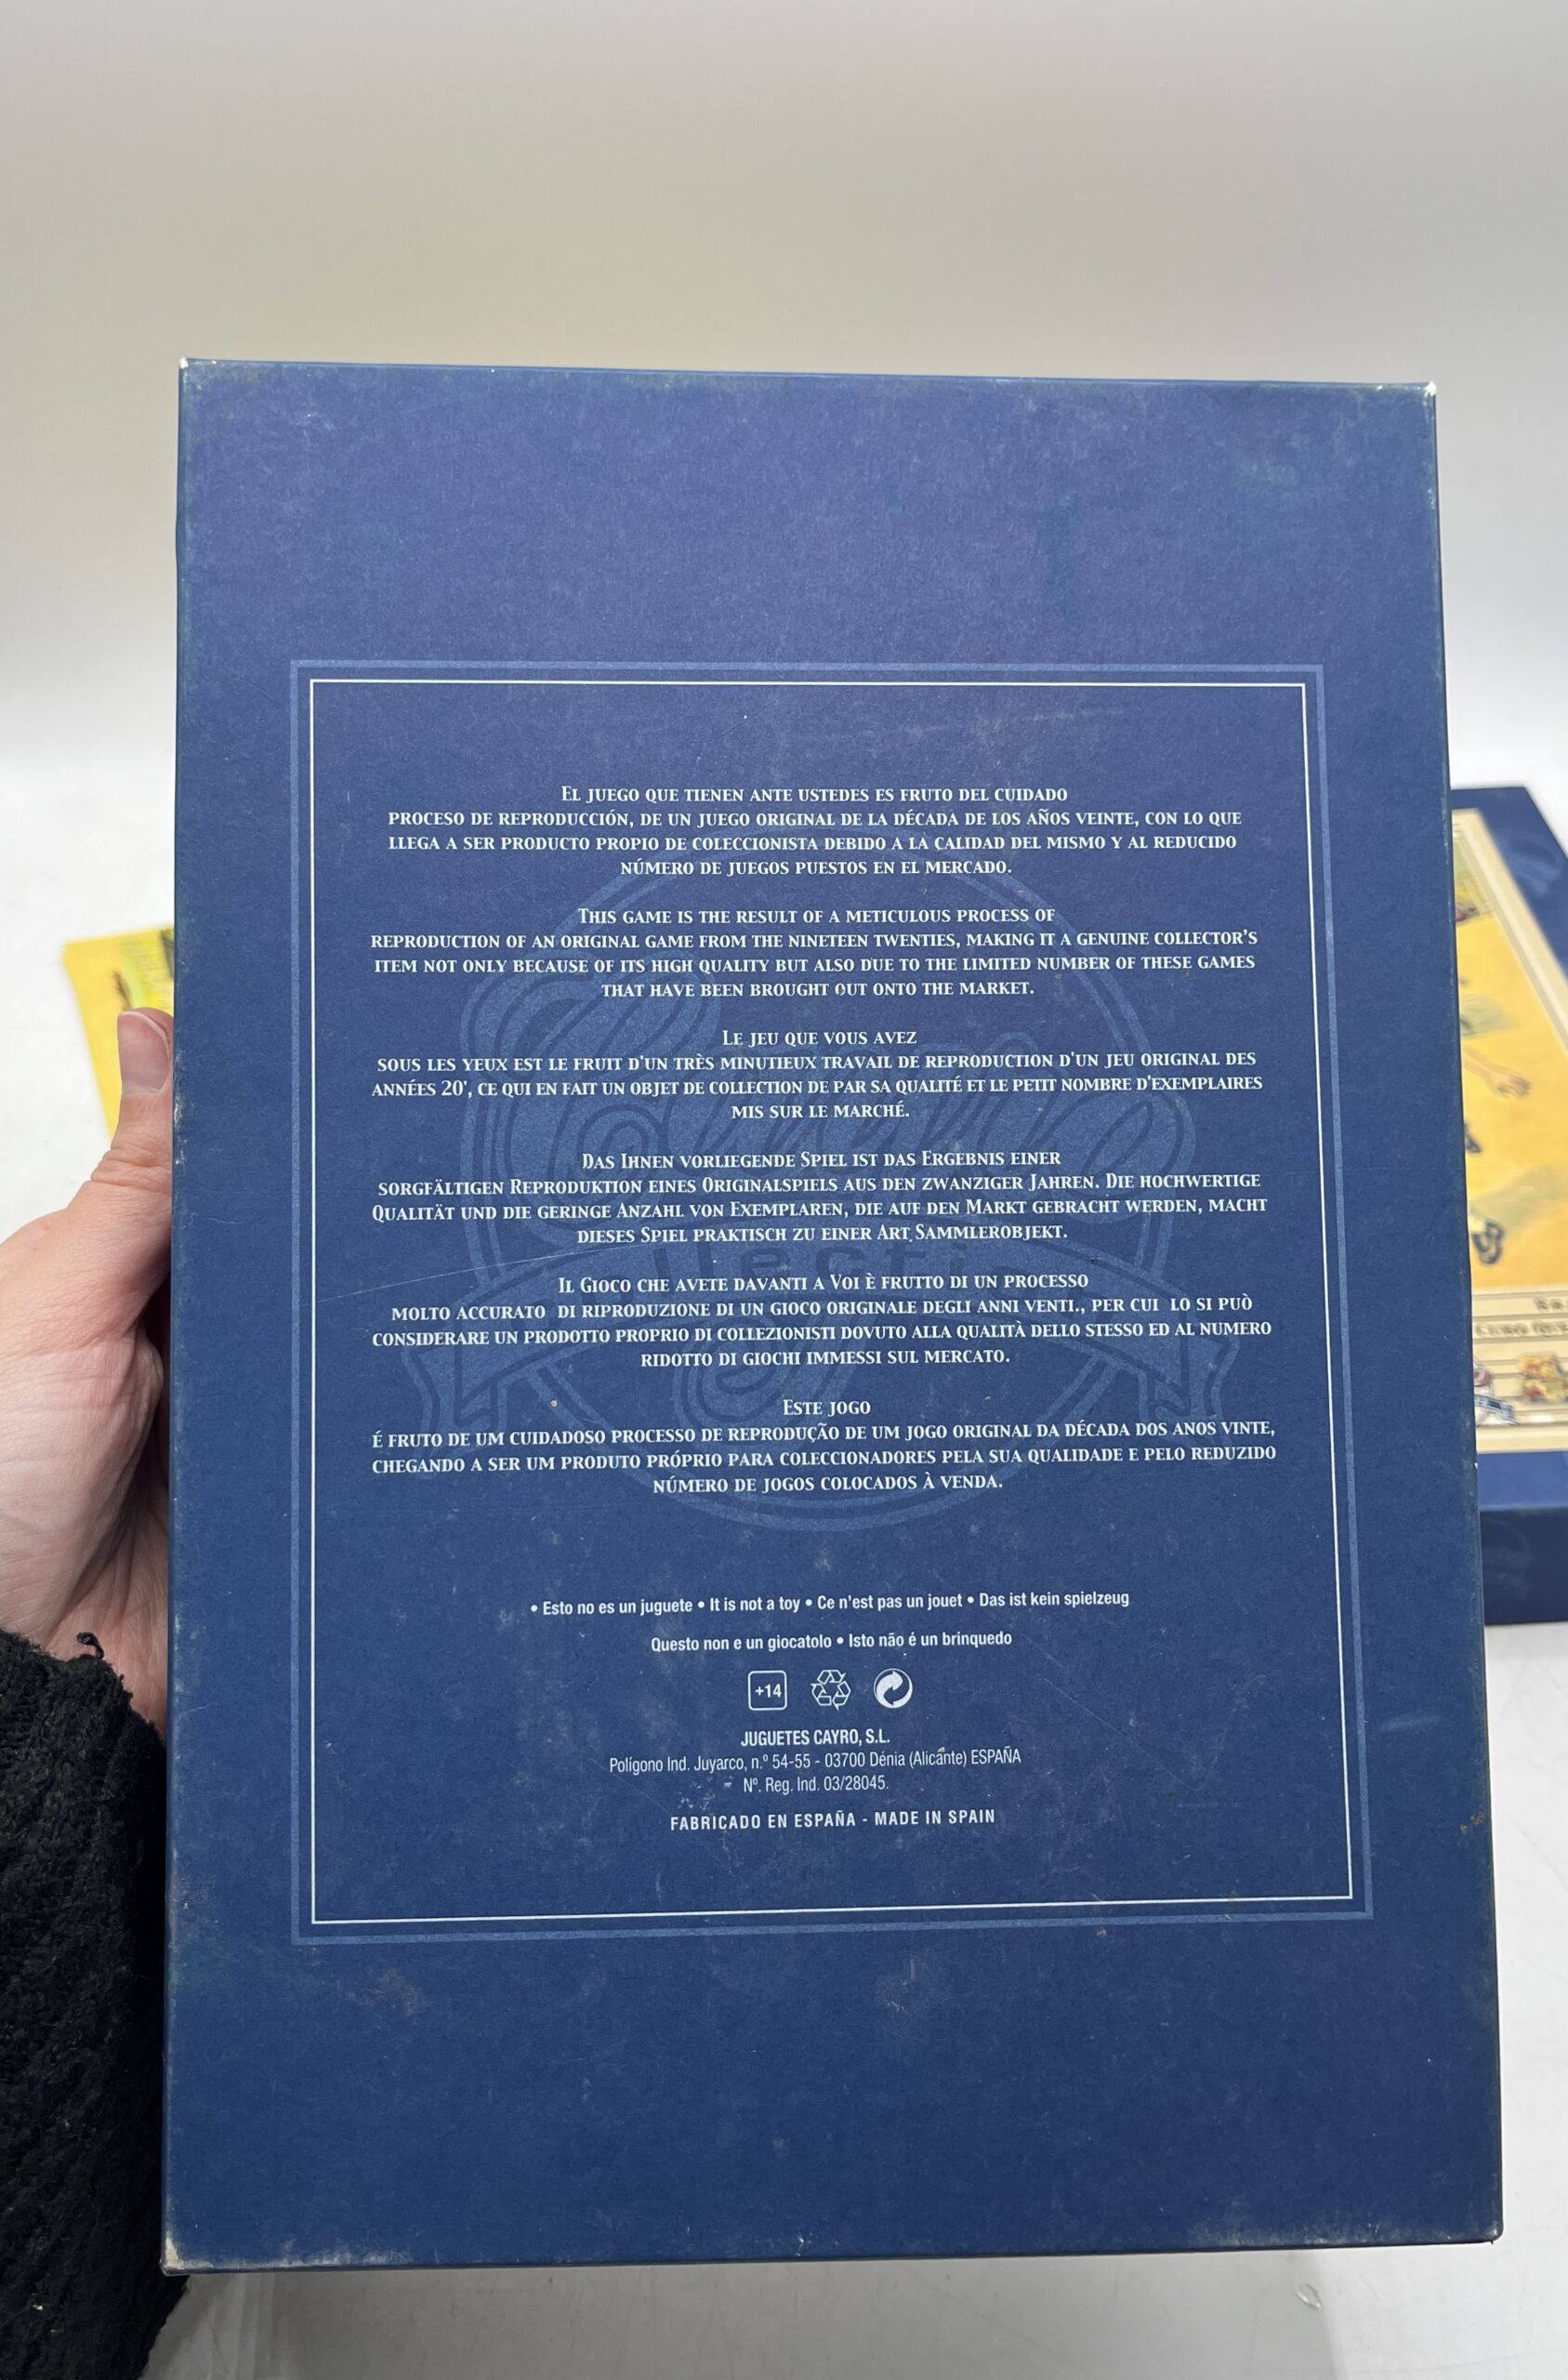 El juego que tienen ante ustedes es fruto del cuidado
proceso de reproducción, de un juego original de la década de los años veinte, con lo que
llega a ser producto propio de coleccionista debido a la calidad del mismo y al reducido
número de juegos puestos en el mercado.
This game is the result of a meticulous process of
reproduction of an original game from the nineteen twenties, making it a genuine collector's
item not only because of its high quality but also due to the limited number of these games
that have been brought out onto the market.
Le jeu que vous avez
sous les yeux est le fruit d'un très minutieux travail de reproduction d'un jeu original des
années 20', ce qui en fait un objet de collection de par sa qualité et le petit nombre d'exemplaires
mis sur le marché.
Das Ihnen vorliegende Spiel ist das Ergebnis einer
sorgfältigen Reproduktion eines Originalspiels aus den zwanziger Jahren. Die hochwertige
Qualität und die geringe Anzahl von Exemplaren, die auf den Markt gebracht werden, macht
dieses Spiel praktisch zu einer Art Sammlerobjekt.
Il Gioco che avete davanti a Voi è frutto di un processo
molto accurato di riproduzione di un gioco originale degli anni venti., per cui lo si può
considerare un prodotto proprio di collezionisti dovuto alla qualità dello stesso ed al numero
ridotto di giochi immessi sul mercato.
Este jogo
é fruto de um cuidadoso processo de reprodução de um jogo original da década dos anos vinte,
chegando a ser um produto próprio para coleccionadores pela sua qualidade e pelo reduzido
número de jogos colocados à venda.
• Esto no es un juguete • It is not a toy • Ce n'est pas un jouet • Das ist kein spielzeug
Questo non e un giocatolo • Isto não é un brinquedo
+14
JUGUETES CAYRO, S.L.
Polígono Ind. Juyarco, n.º 54-55 - 03700 Dénia (Alicante) ESPAÑA
Nº. Reg. Ind. 03/28045.
FABRICADO EN ESPAÑA - MADE IN SPAIN